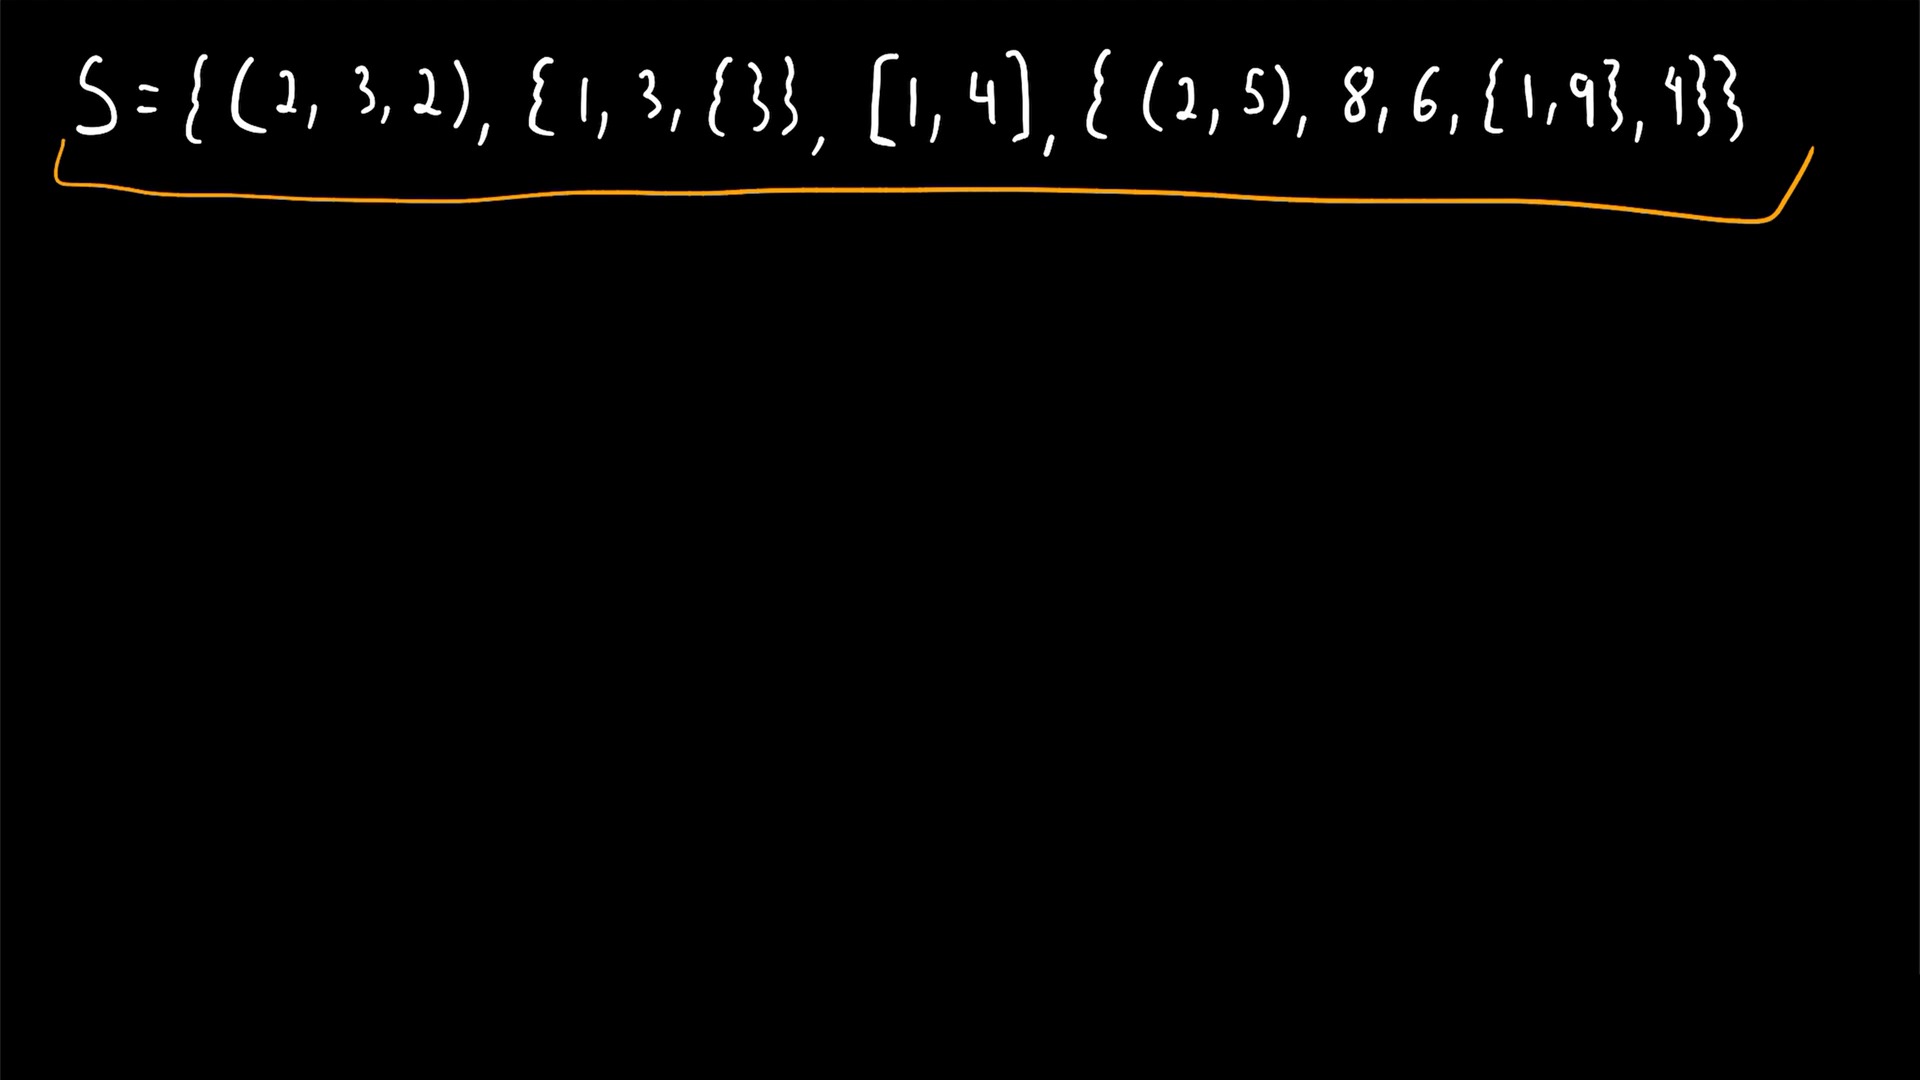 S={(2, 3, 2), {1, 3, {}}, [1, 4], {(2, 5), 8, 6, {1, 9}, 4}}